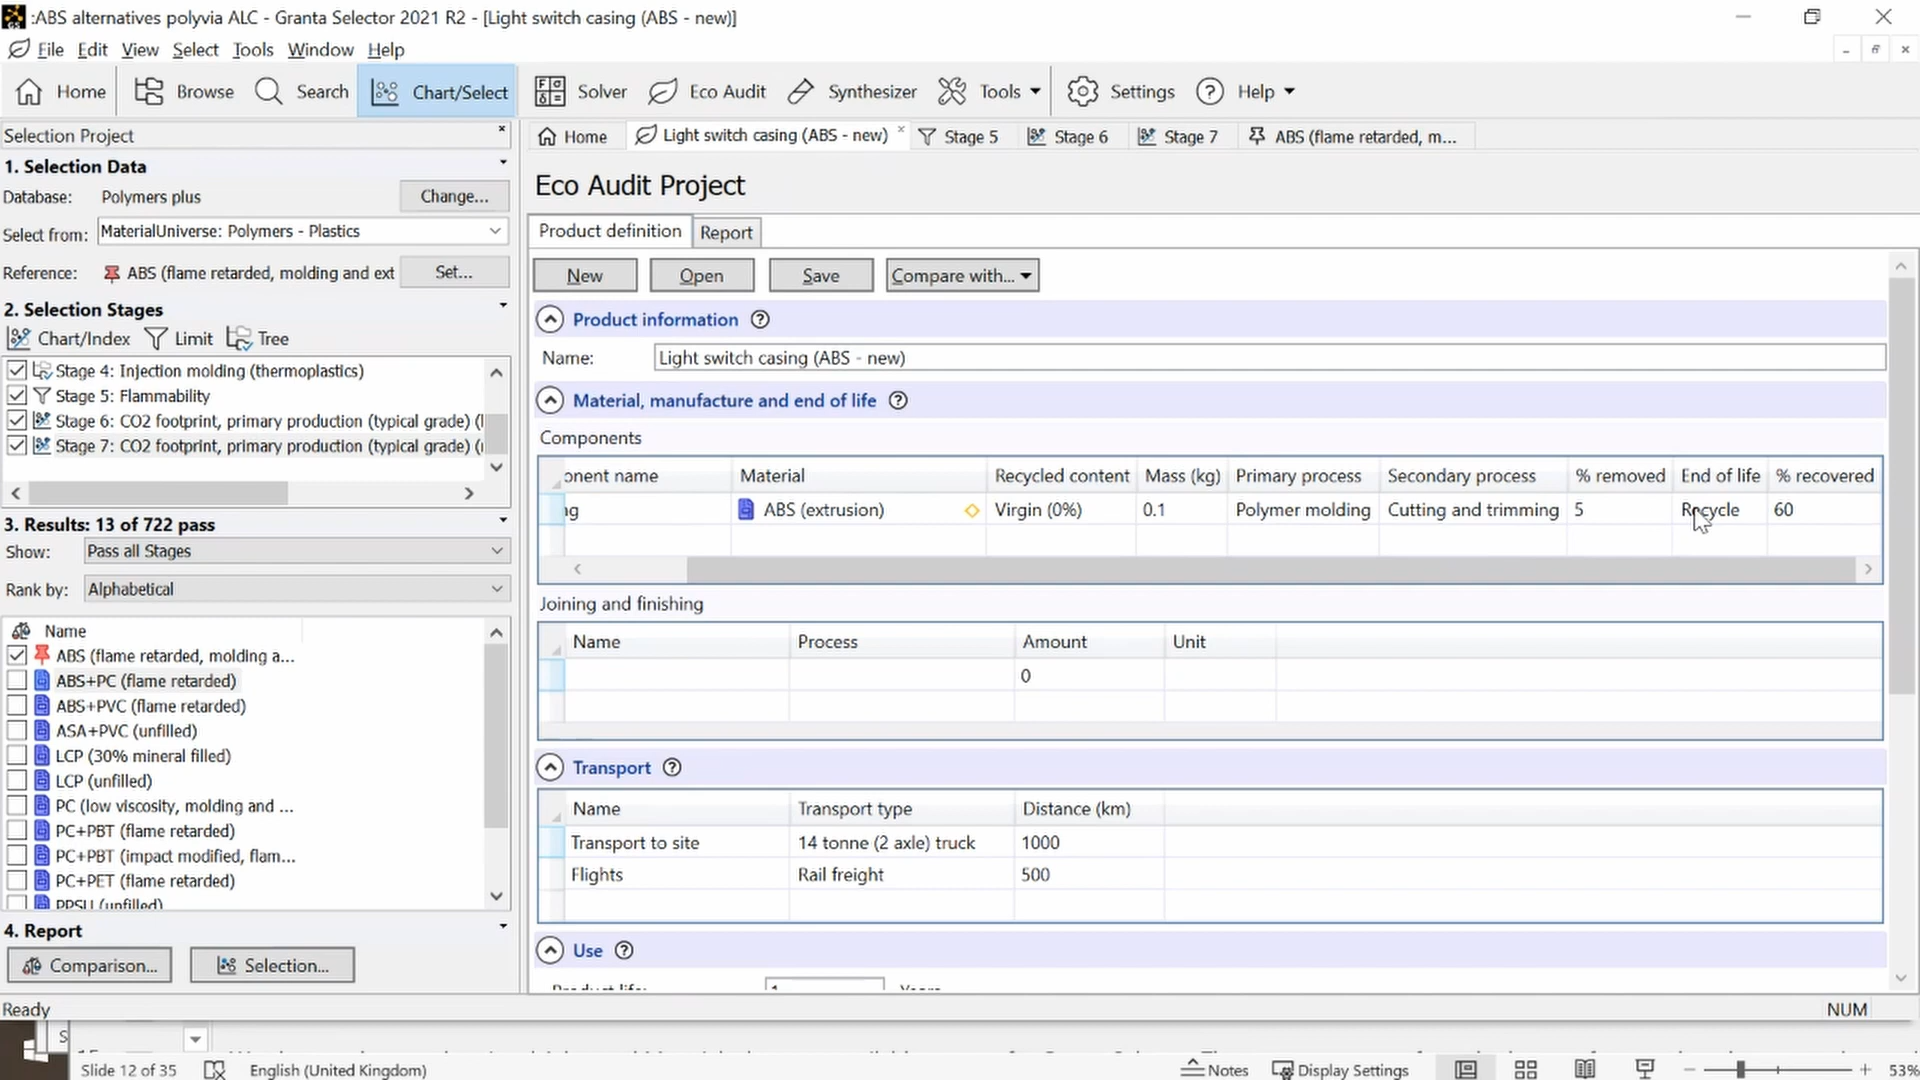 :ABS alternatives polyvia ALC - Granta Selector 2021 R2 - [Light switch casing (ABS - new)]
File Edit View Select Tools Window Help
Home Browse Search Chart/Select Solver Eco Audit Synthesizer Tools Settings Help
Selection Project
Home Light switch casing (ABS - new) Stage 5 Stage 6 Stage 7 ABS (flame retarded, m...
1. Selection Data
Database: Polymers plus Change...
Select from: MaterialUniverse: Polymers - Plastics
Reference: ABS (flame retarded, molding and ext Set...
2. Selection Stages
Chart/Index Limit Tree
Stage 4: Injection molding (thermoplastics)
Stage 5: Flammability
Stage 6: CO2 footprint, primary production (typical grade) (
Stage 7: CO2 footprint, primary production (typical grade) (
3. Results: 13 of 722 pass
Show: Pass all Stages
Rank by: Alphabetical
Name
ABS (flame retarded, molding a...
ABS+PC (flame retarded)
ABS+PVC (flame retarded)
ASA+PVC (unfilled)
LCP (30% mineral filled)
LCP (unfilled)
PC (low viscosity, molding and ...
PC+PBT (flame retarded)
PC+PBT (impact modified, flam...
PC+PET (flame retarded)
PPSU (unfilled)
4. Report
Comparison... Selection...
Eco Audit Project
Product definition Report
New Open Save Compare with...
Product information
Name: Light switch casing (ABS - new)
Material, manufacture and end of life
Components
onent name Material Recycled content Mass (kg) Primary process Secondary process % removed End of life % recovered
ng ABS (extrusion) Virgin (0%) 0.1 Polymer molding Cutting and trimming 5 Recycle 60
Joining and finishing
Name Process Amount Unit
0
Transport
Name Transport type Distance (km)
Transport to site 14 tonne (2 axle) truck 1000
Flights Rail freight 500
Use
Product life: 1 Years
Ready NUM
S
Slide 12 of 35 English (United Kingdom) Notes Display Settings 53%